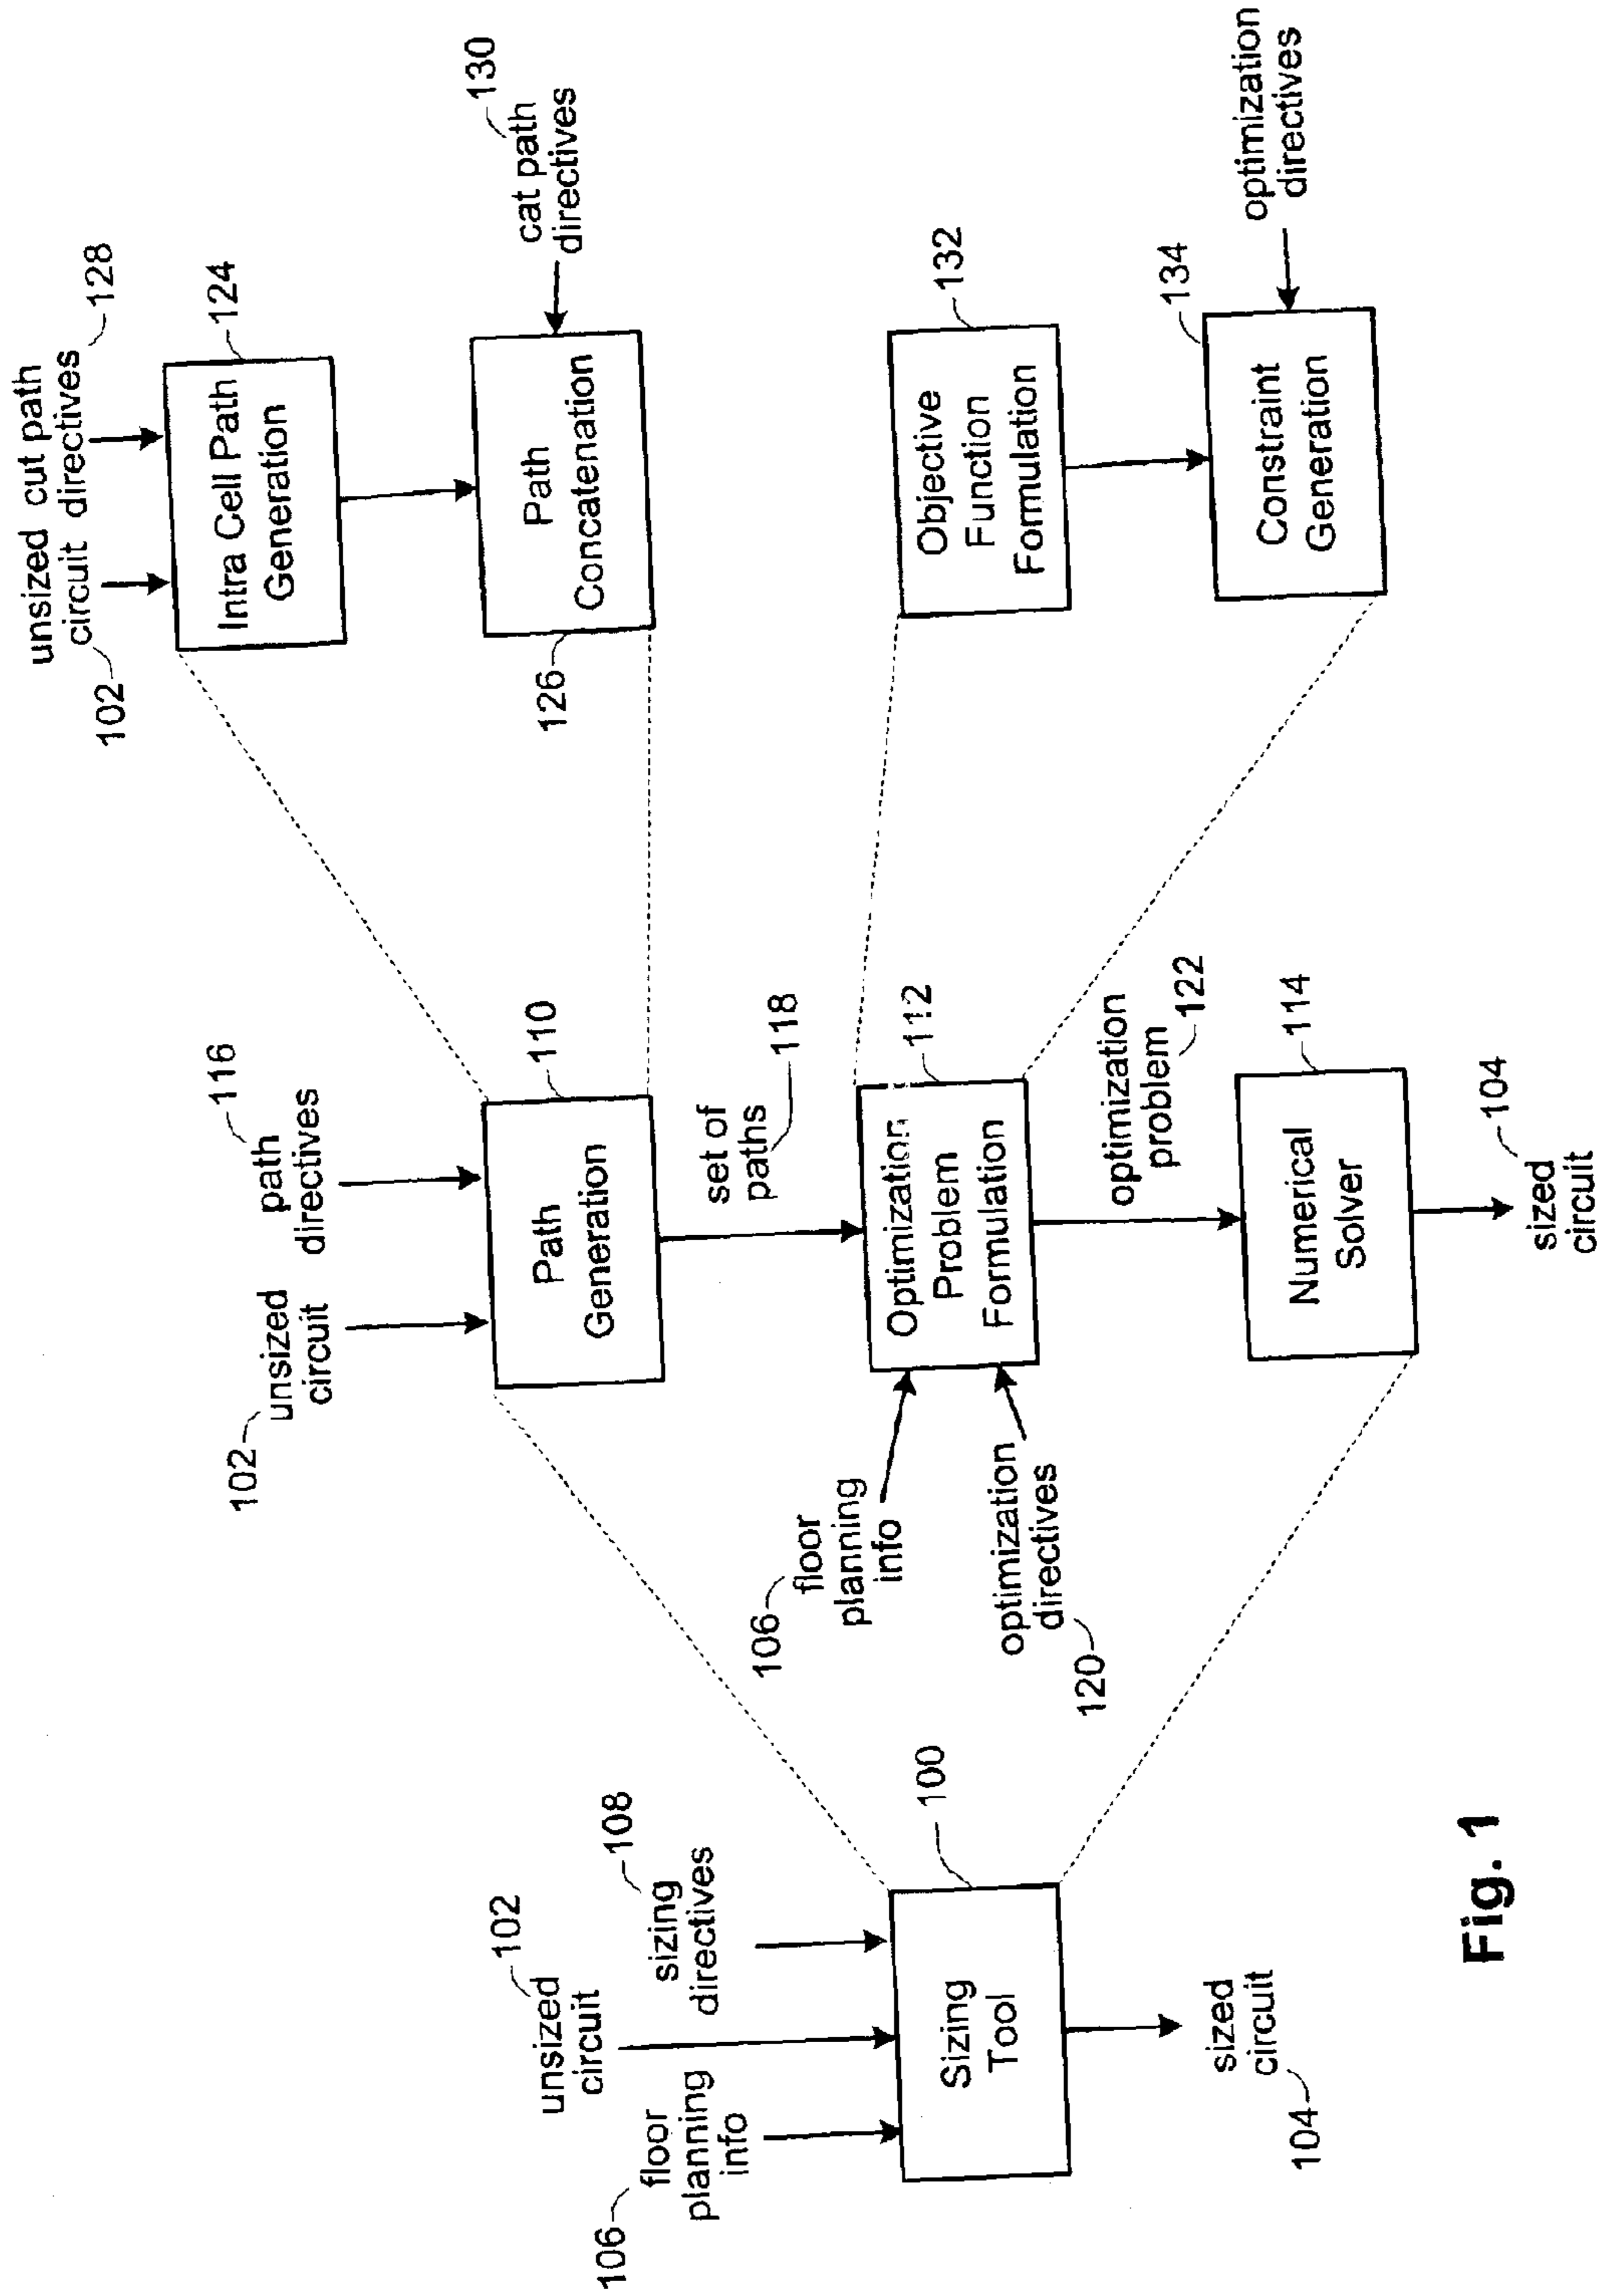 106
floor
planning
info
102
unsized
circuit
108
sizing
directives
100
Sizing
Tool
sized
circuit
104
102
unsized
circuit
116
path
directives
110
Path
Generation
set of
paths
118
106
floor
planning
info
optimization
directives
120
112
Optimization
Problem
Formulation
optimization
problem
122
114
Numerical
Solver
104
sized
circuit
unsized cut path
circuit directives
102
128
124
Intra Cell Path
Generation
130
cat path
directives
Path
Concatenation
126
132
Objective
Function
Fomulation
134
Constraint
Generation
optimization
directives
Fig. 1